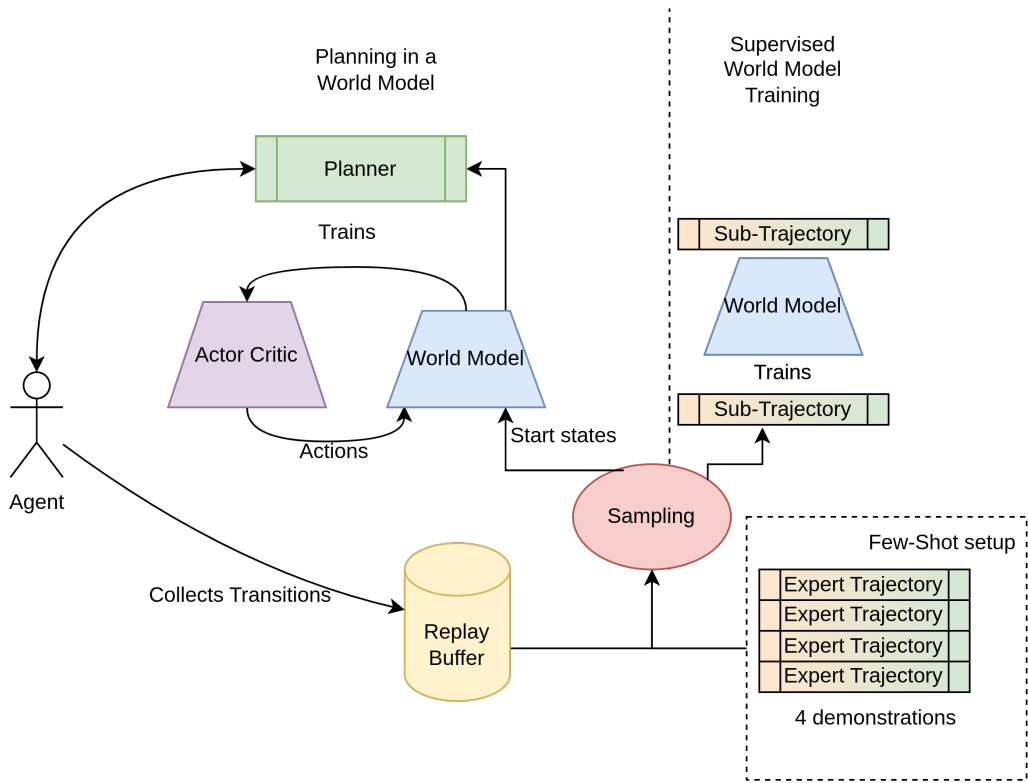 Planning in a
World Model
Supervised
World Model
Training
Planner
Trains
Sub-Trajectory
World Model
Actor Critic
World Model
Trains
Sub-Trajectory
Start states
Actions
Agent
Sampling
Few-Shot setup
Collects Transitions
Expert Trajectory
Expert Trajectory
Expert Trajectory
Expert Trajectory
Replay
Buffer
4 demonstrations